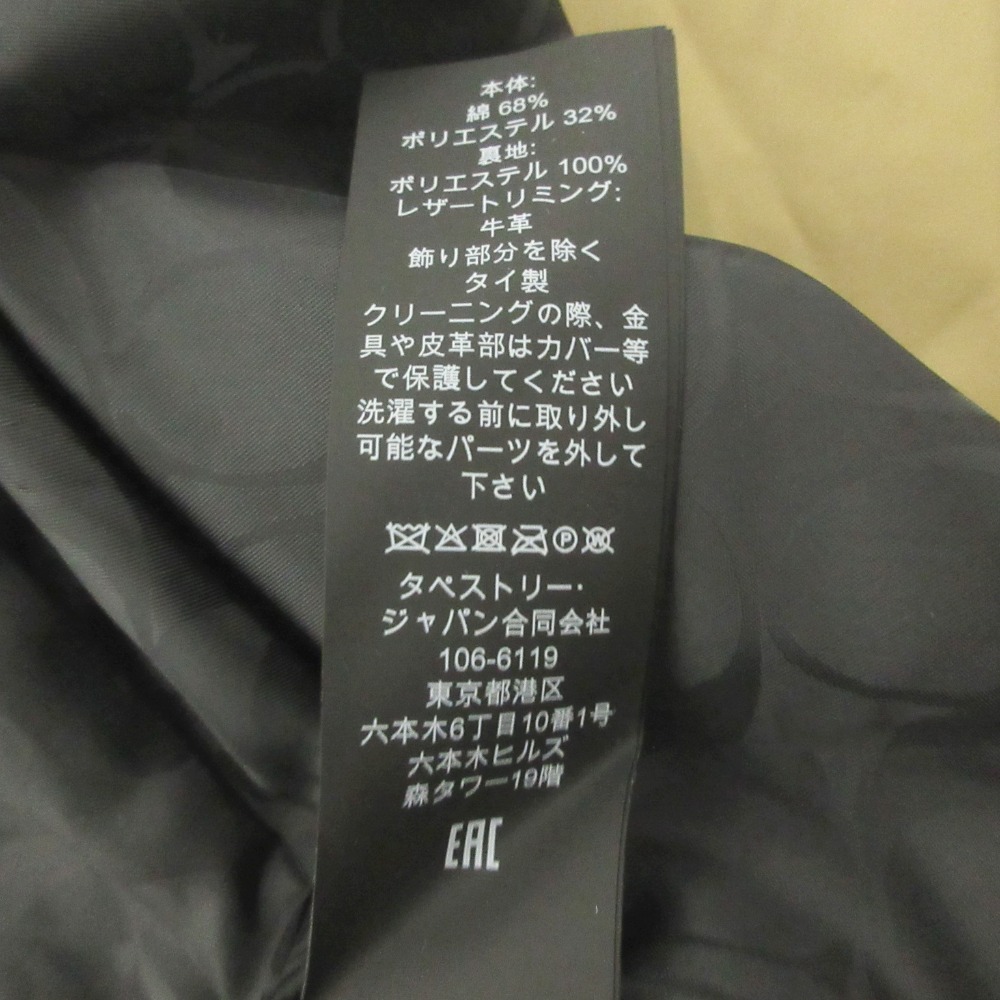 本体:
綿 68%
ポリエステル 32%
裏地:
ポリエステル 100%
レザートリミング:
牛革
飾り部分を除く
タイ製
クリーニングの際、金
具や皮革部はカバー等
で保護してください
洗濯する前に取り外し
可能なパーツを外して
下さい
P W
タペストリー・
ジャパン合同会社
106-6119
東京都港区
六本木6丁目10番1号
六本木ヒルズ
森タワー19階
EAC